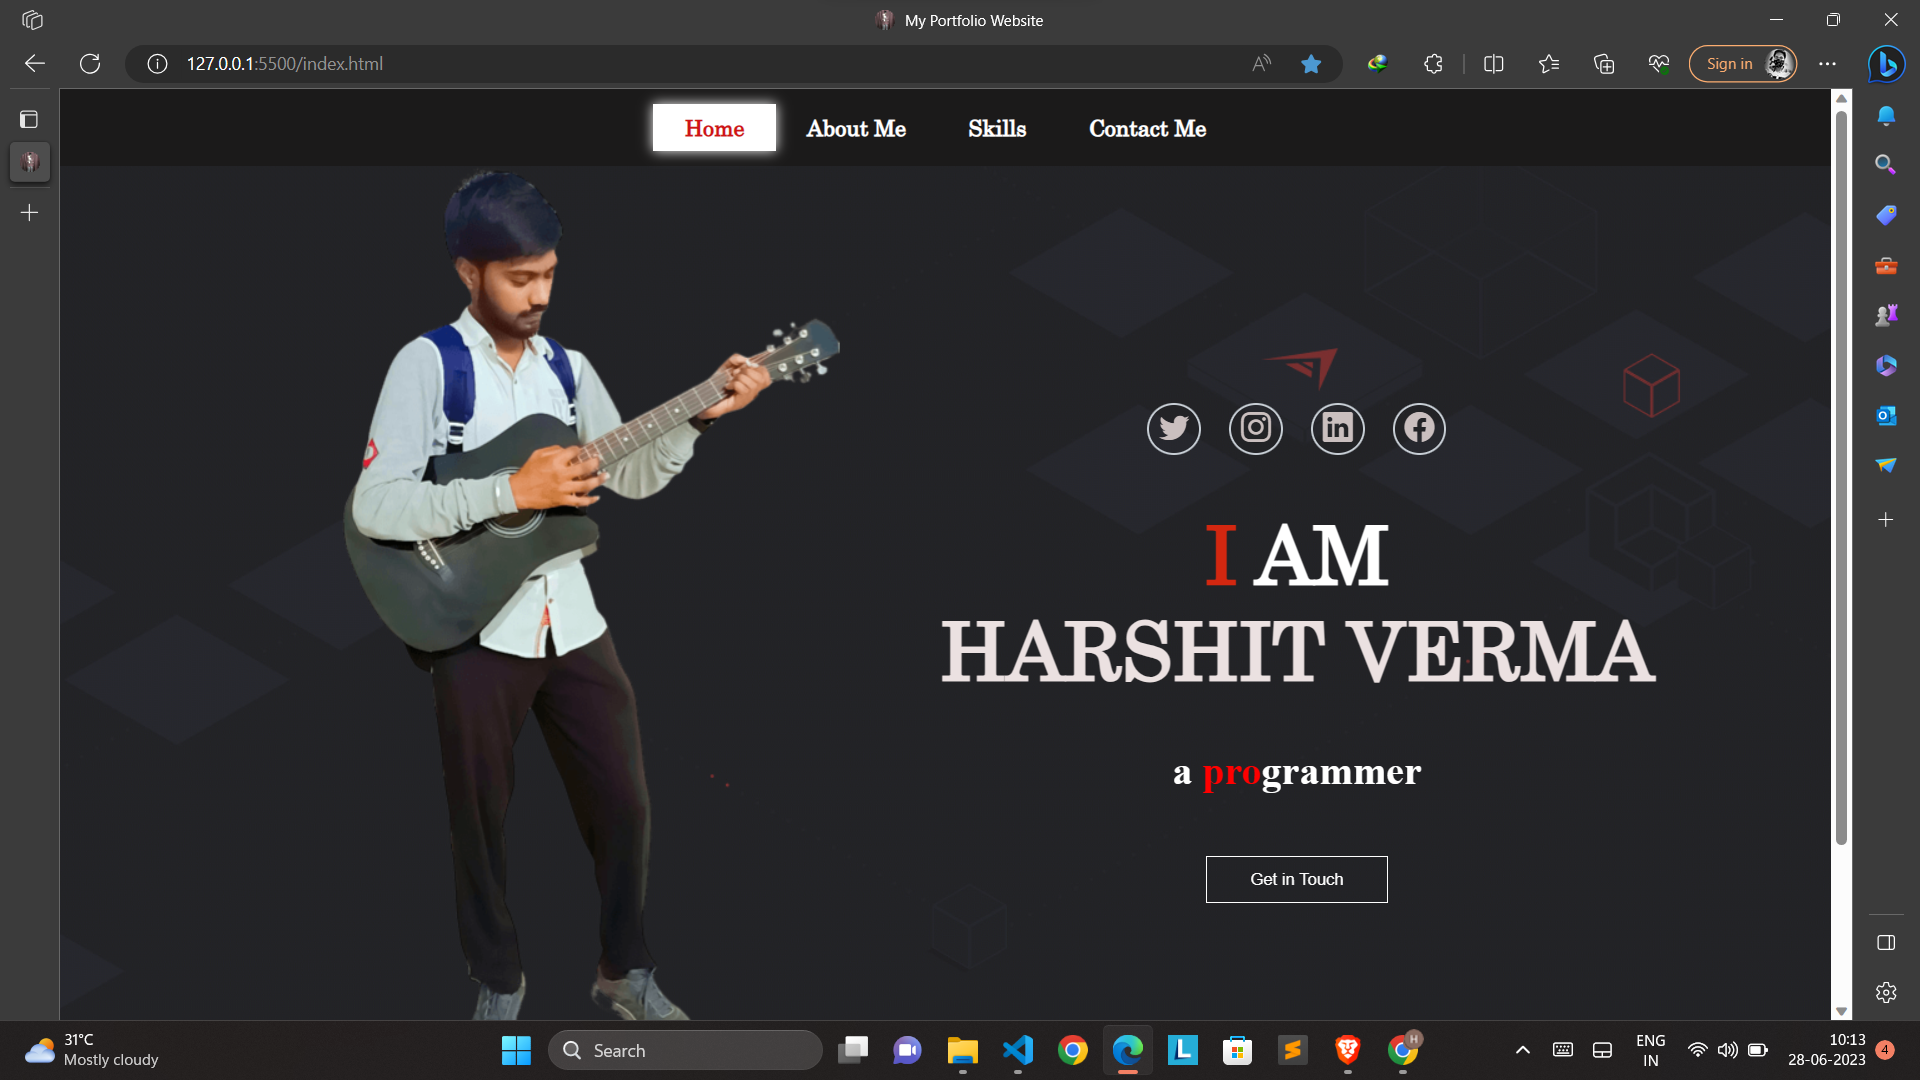 My Portfolio Website
127.0.0.1:5500/index.html
A
Sign in
Home About Me Skills Contact Me
I AM
HARSHIT VERMA
a programmer
Get in Touch
31°C
Mostly cloudy
Search
L
H
ENG
IN
10:13
28-06-2023
4